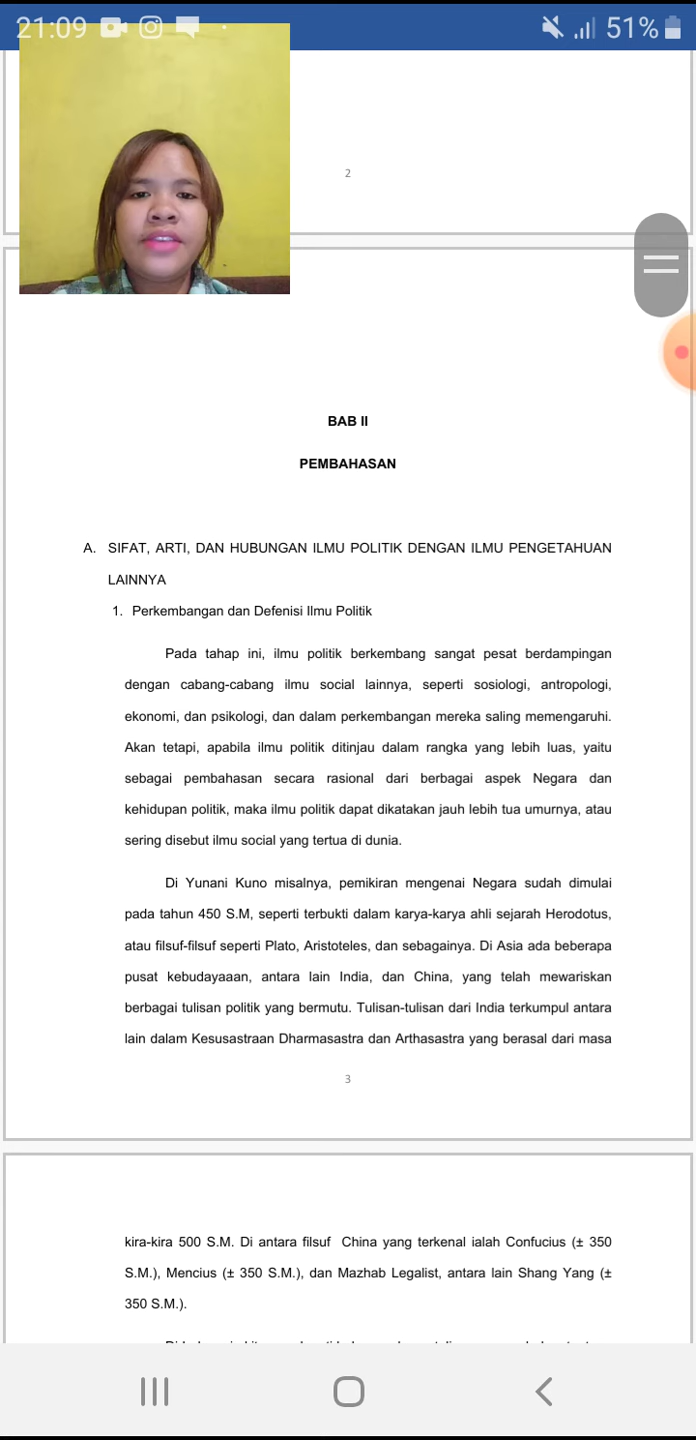 21:09
51%
2
BAB II
PEMBAHASAN
A. SIFAT, ARTI, DAN HUBUNGAN ILMU POLITIK DENGAN ILMU PENGETAHUAN
LAINNYA
1. Perkembangan dan Defenisi Ilmu Politik
Pada tahap ini, ilmu politik berkembang sangat pesat berdampingan
dengan cabang-cabang ilmu social lainnya, seperti sosiologi, antropologi,
ekonomi, dan psikologi, dan dalam perkembangan mereka saling memengaruhi.
Akan tetapi, apabila ilmu politik ditinjau dalam rangka yang lebih luas, yaitu
sebagai pembahasan secara rasional dari berbagai aspek Negara dan
kehidupan politik, maka ilmu politik dapat dikatakan jauh lebih tua umurnya, atau
sering disebut ilmu social yang tertua di dunia.
Di Yunani Kuno misalnya, pemikiran mengenai Negara sudah dimulai
pada tahun 450 S.M, seperti terbukti dalam karya-karya ahli sejarah Herodotus,
atau filsuf-filsuf seperti Plato, Aristoteles, dan sebagainya. Di Asia ada beberapa
pusat kebudayaaan, antara lain India, dan China, yang telah mewariskan
berbagai tulisan politik yang bermutu. Tulisan-tulisan dari India terkumpul antara
lain dalam Kesusastraan Dharmasastra dan Arthasastra yang berasal dari masa
3
kira-kira 500 S.M. Di antara filsuf China yang terkenal ialah Confucius (± 350
S.M.), Mencius (± 350 S.M.), dan Mazhab Legalist, antara lain Shang Yang (±
350 S.M.).